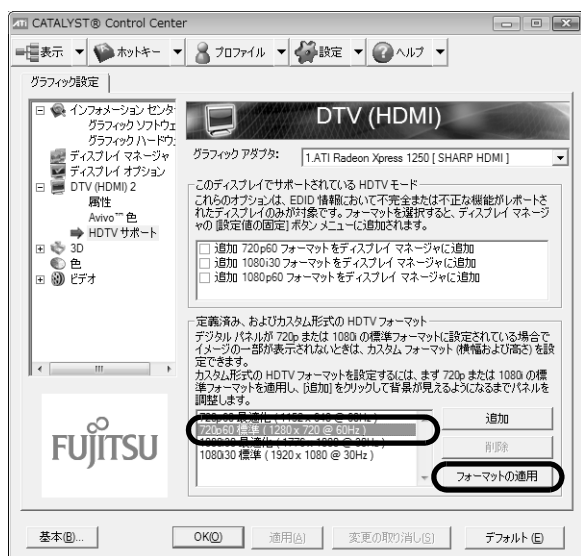 CATALYST® Control Center
表示 ホットキー プロファイル 設定 ヘルプ
グラフィック設定
インフォメーション センタ
グラフィック ソフトウェ
グラフィック ハードウ
ディスプレイ マネージャ
ディスプレイ オプション
DTV (HDMI) 2
属性
Avivo™ 色
HDTV サポート
3D
色
ビデオ
FUJITSU
DTV (HDMI)
グラフィック アダプタ: 1.ATI Radeon Xpress 1250 [ SHARP HDMI ]
このディスプレイでサポートされている HDTV モード
これらのオプションは、EDID 情報において不完全または不正な機能がレポートさ
れたディスプレイのみが対象です。フォーマットを選択すると、ディスプレイ マネージ
ャの [設定値の固定] ボタン メニューに追加されます。
追加 720p60 フォーマットをディスプレイ マネージャに追加
追加 1080i30 フォーマットをディスプレイ マネージャに追加
追加 1080p60 フォーマットをディスプレイ マネージャに追加
定義済み、およびカスタム形式の HDTV フォーマット
デジタル パネルが 720p または 1080i の標準フォーマットに設定されている場合で
イメージの一部が表示されないときは、カスタム フォーマット (横幅および高さ) を設
定できます。
カスタム形式の HDTV フォーマットを設定するには、まず 720p または 1080i の標
準フォーマットを適用し、[追加] をクリックして背景が見えるようになるまでパネルを
調整します。
720p60 標準 ( 1280 x 720 @ 60Hz )
1080i30 標準 ( 1920 x 1080 @ 30Hz )
追加
削除
フォーマットの適用
基本(B)... OK(O) 適用(A) 変更の取り消し(S) デフォルト (E)